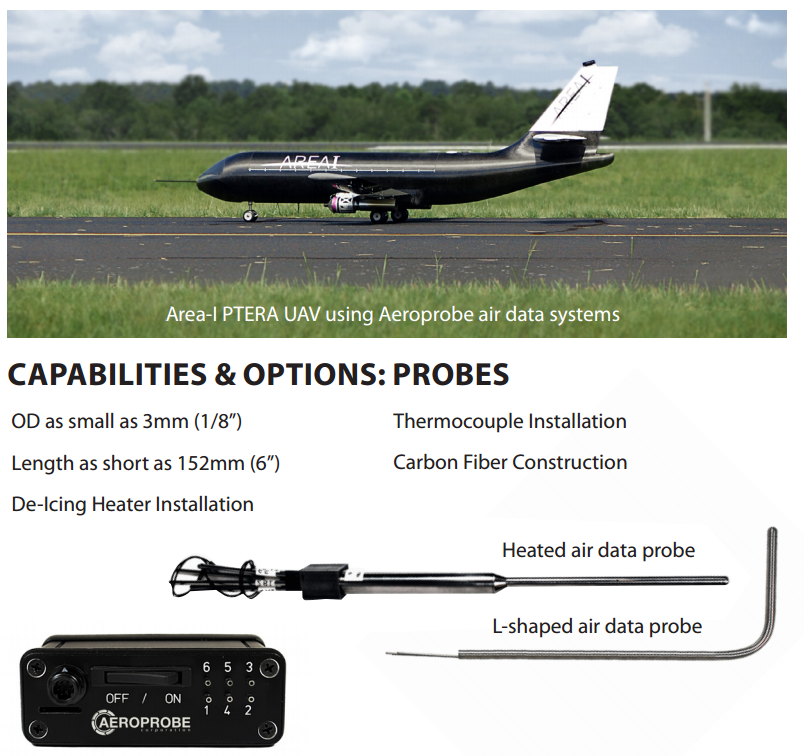 AREA-I
AREAI
Area-I PTERA UAV using Aeroprobe air data systems
CAPABILITIES & OPTIONS: PROBES
OD as small as 3mm (1/8”)
Thermocouple Installation
Length as short as 152mm (6”)
Carbon Fiber Construction
De-Icing Heater Installation
Heated air data probe
L-shaped air data probe
6 5 3
OFF / ON
1 4 2
AEROPROBE
corporation